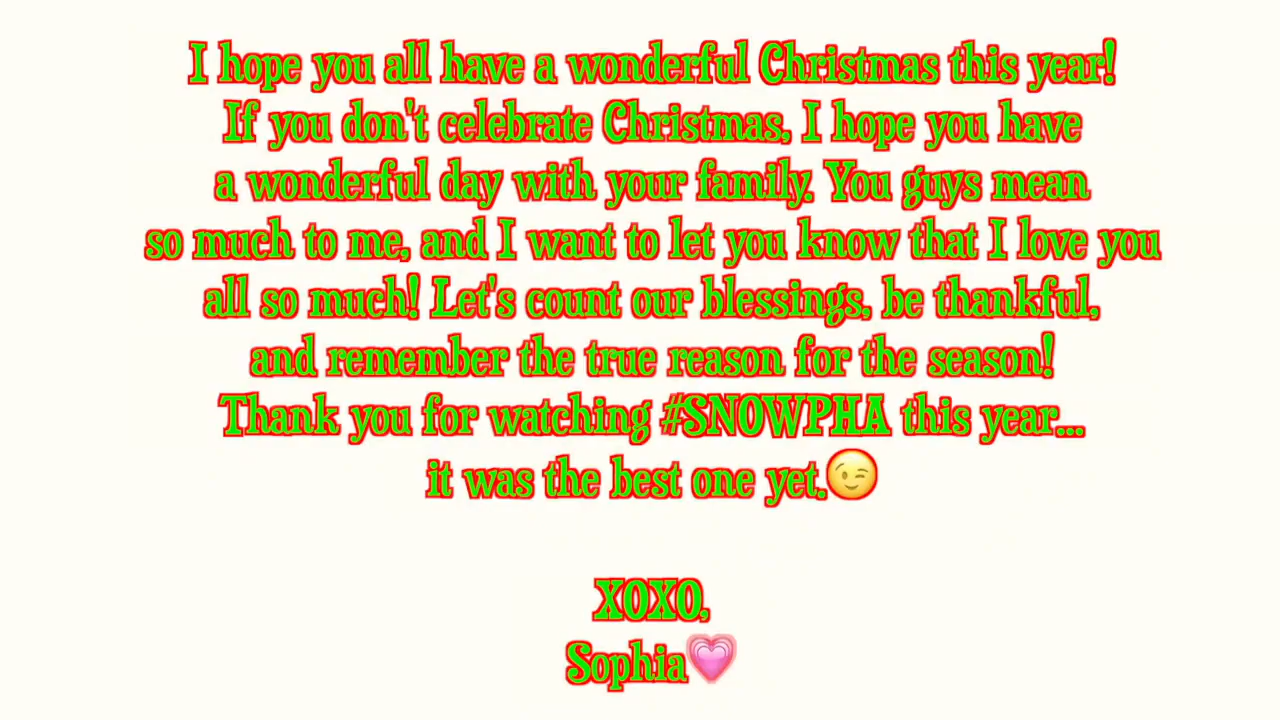 I hope you all have a wonderful Christmas this year!
If you don't celebrate Christmas, I hope you have
a wonderful day with your family. You guys mean
so much to me, and I want to let you know that I love you
all so much! Let's count our blessings, be thankful,
and remember the true reason for the season!
Thank you for watching #SNOWPHA this year...
it was the best one yet.😉
XOXO,
Sophia💗